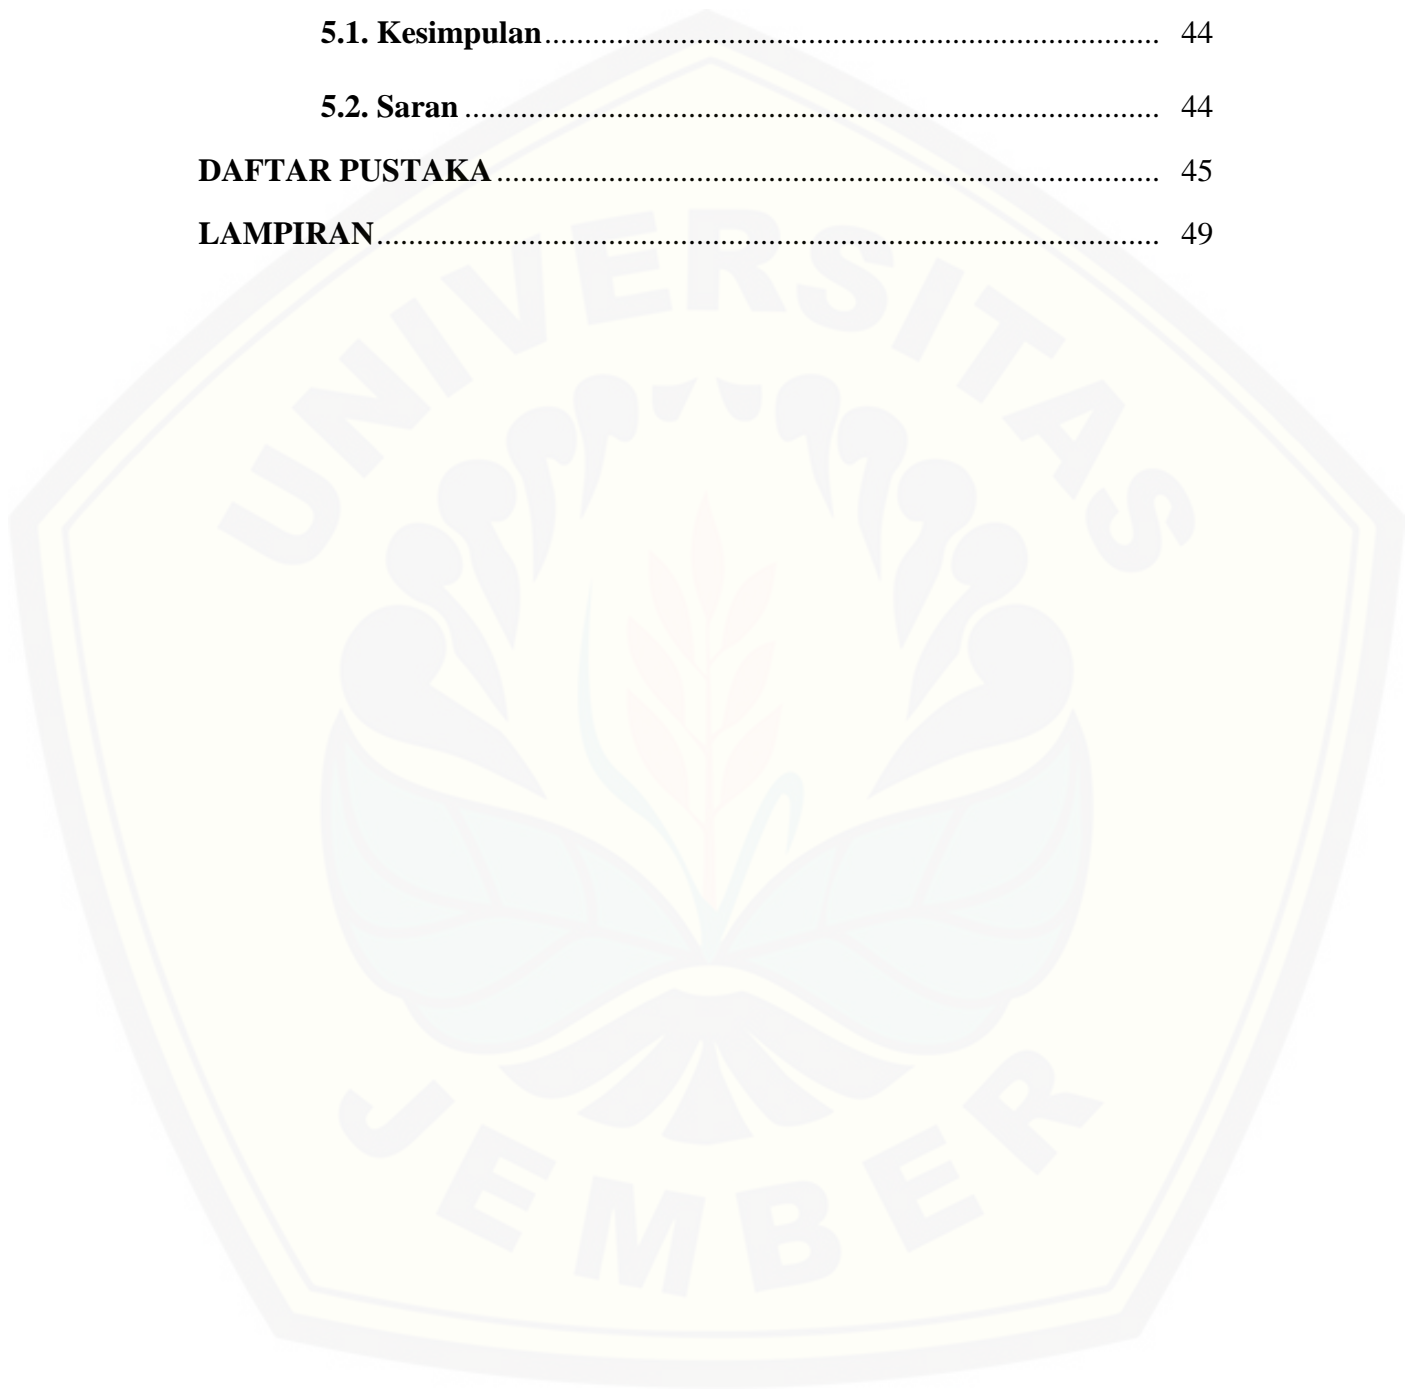 5.1. Kesimpulan............................................................................... 44
5.2. Saran ......................................................................................... 44
DAFTAR PUSTAKA ..................................................................................... 45
LAMPIRAN.................................................................................................... 49
UNIVERSITAS
JEMBER